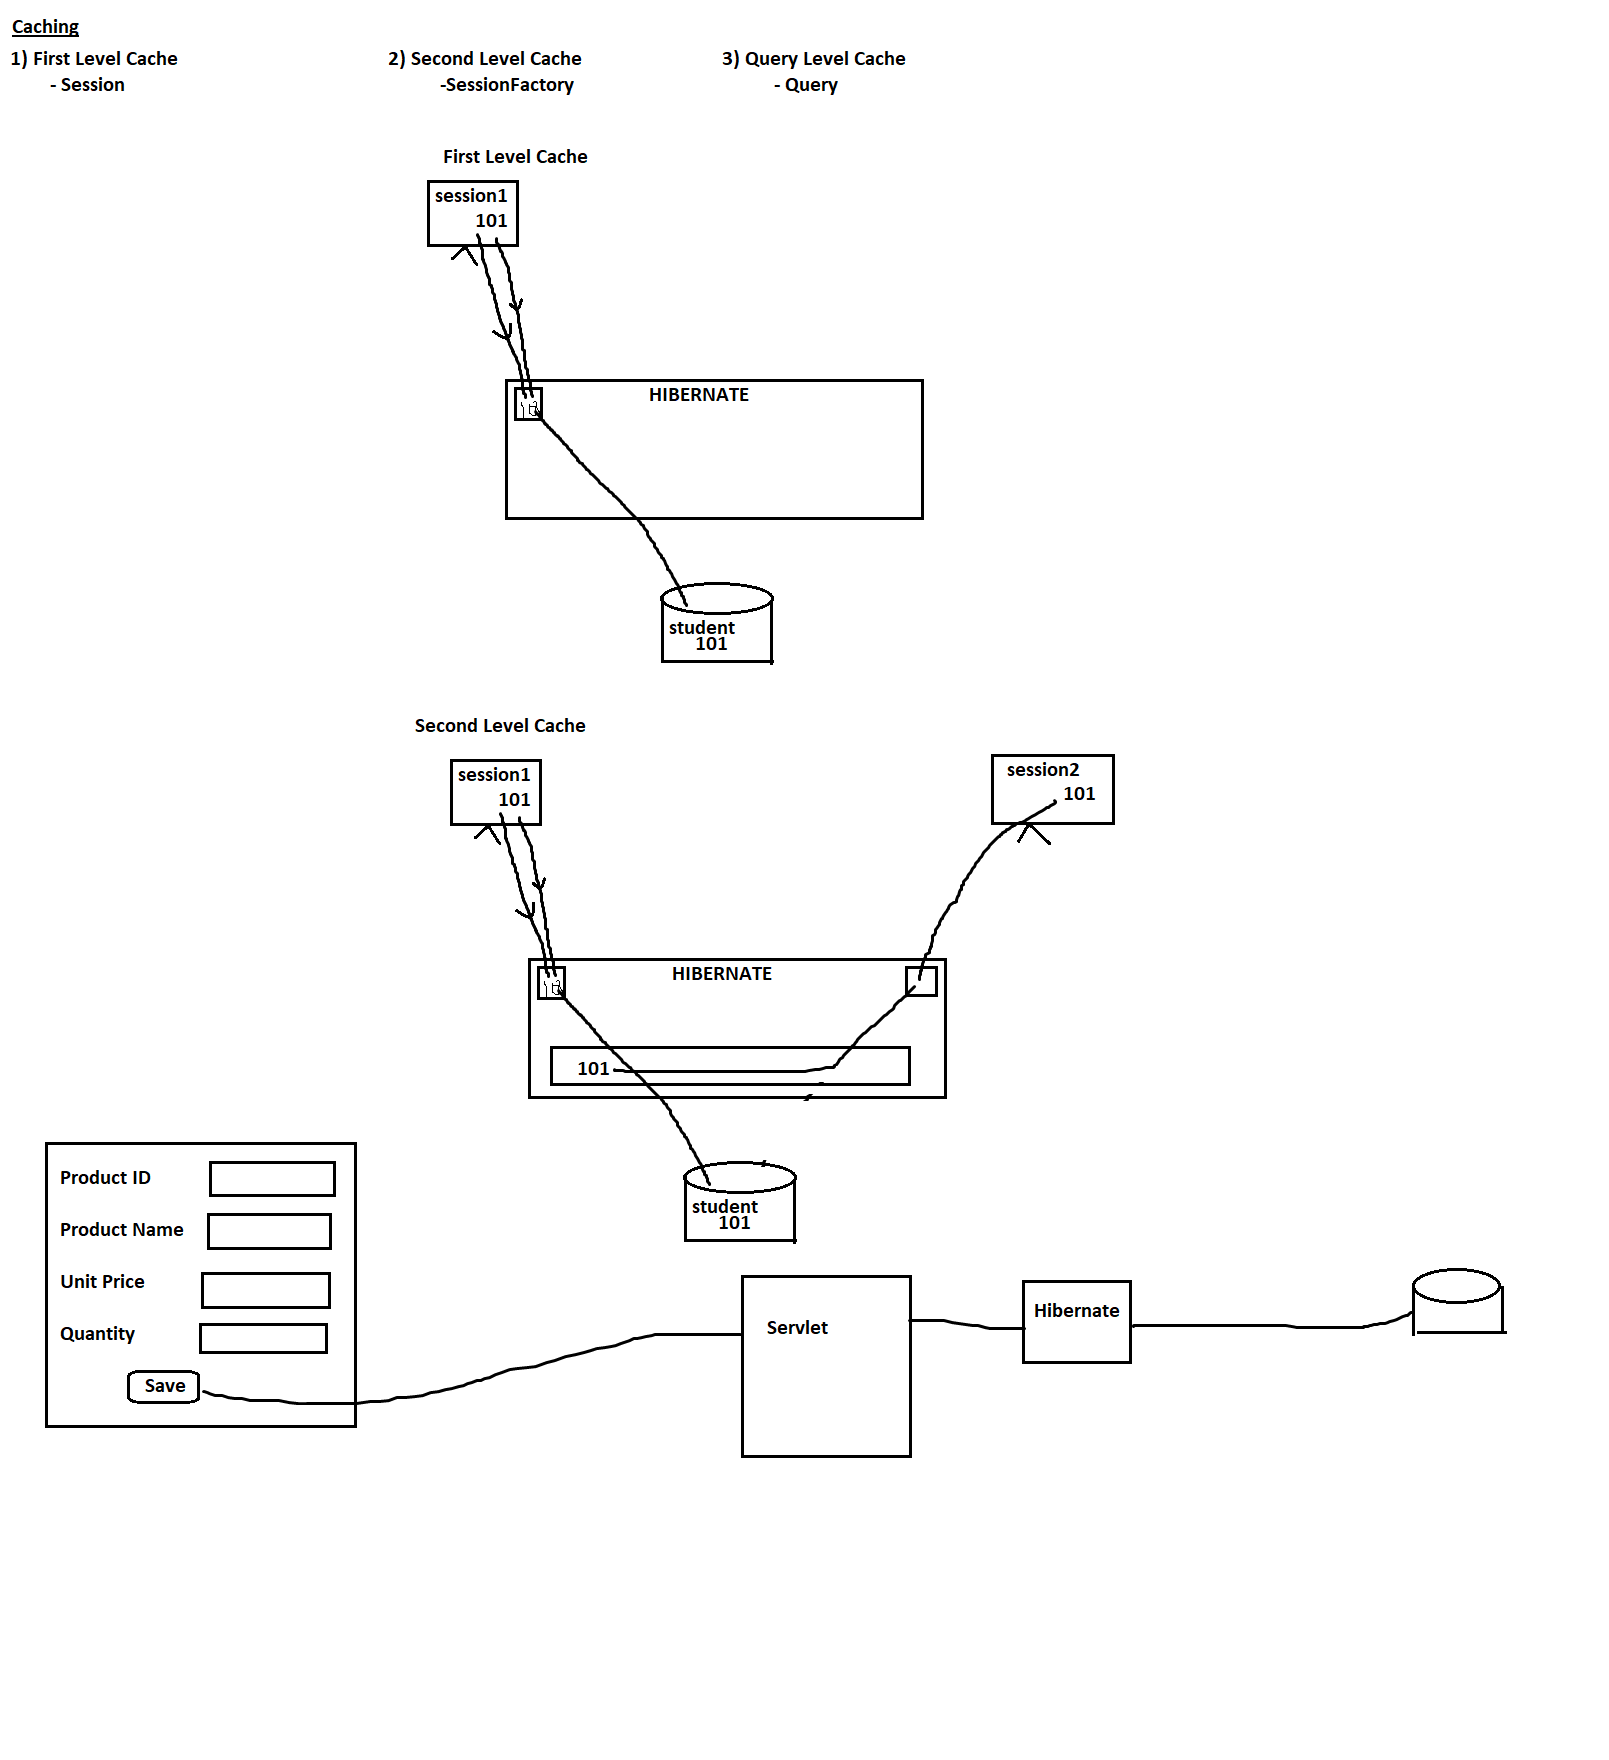 Caching
1) First Level Cache
- Session
2) Second Level Cache
-SessionFactory
3) Query Level Cache
- Query
First Level Cache
session1
101
HIBERNATE
student
101
Second Level Cache
session1
101
session2
101
HIBERNATE
101
student
101
Product ID
Product Name
Unit Price
Quantity
Save
Servlet
Hibernate